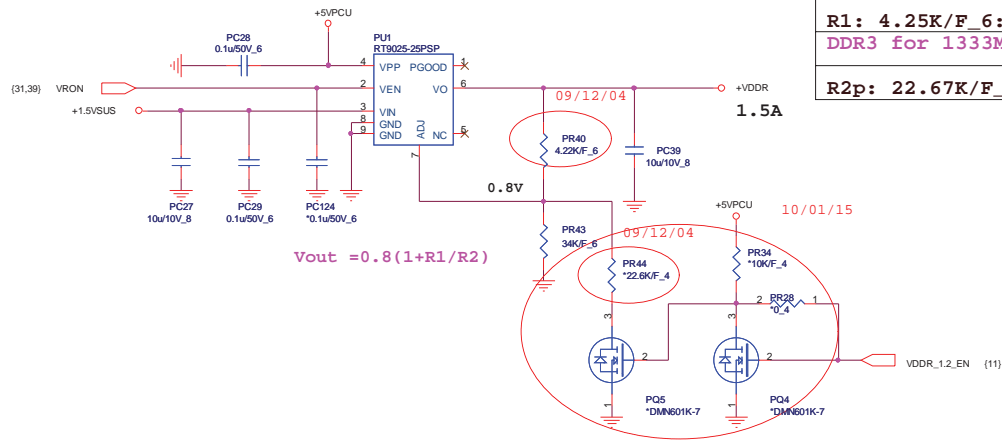 +5VPCU
PC28
0.1u/50V_6
PU1
RT9025-25PSP
4 VPP PGOOD 1
{31,39} VRON
2 VEN VO 6
+1.5VSUS
3 VIN
8 GND
9 GND
ADJ
NC 5
7
09/12/04
+VDDR
1.5A
PR40
4.22K/F_6
PC39
10u/10V_8
PC27
10u/10V_8
PC29
0.1u/50V_6
PC124
*0.1u/50V_6
0.8V
Vout =0.8(1+R1/R2)
PR43
34K/F_6
09/12/04
PR44
*22.6K/F_4
+5VPCU
10/01/15
PR34
*10K/F_4
2 PR28 1
*0_4
3
2
1
PQ5
*DMN601K-7
3
2
1
PQ4
*DMN601K-7
VDDR_1.2_EN {11}
R1: 4.25K/F_6:
DDR3 for 1333M
R2p: 22.67K/F_